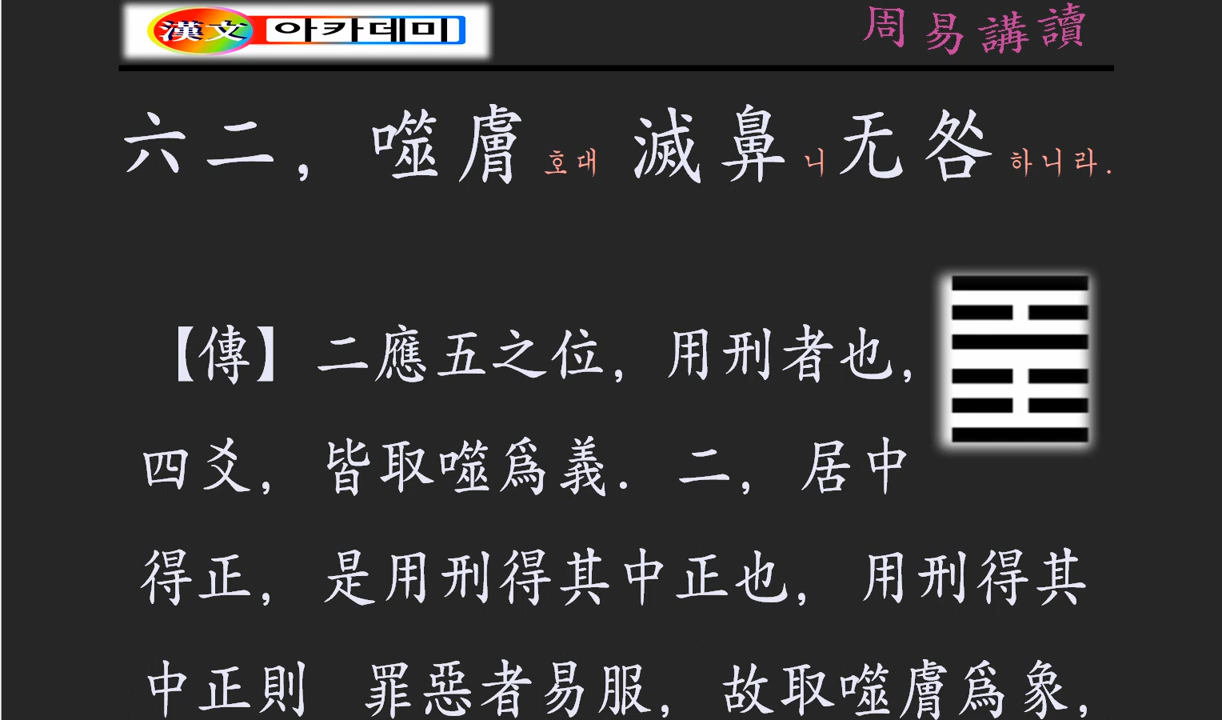 漢文 아카데미
周易講讀
六二, 噬膚호대 滅鼻니无咎하니라.
【傳】 二應五之位, 用刑者也,
四爻, 皆取噬爲義. 二, 居中
得正, 是用刑得其中正也, 用刑得其
中正則 罪惡者易服, 故取噬膚爲象,